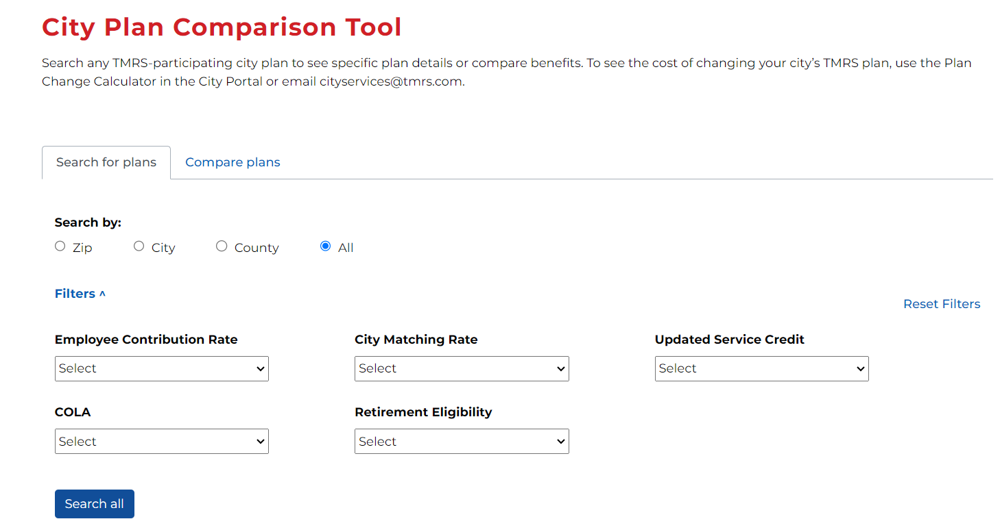 City Plan Comparison Tool
Search any TMRS-participating city plan to see specific plan details or compare benefits. To see the cost of changing your city’s TMRS plan, use the Plan
Change Calculator in the City Portal or email cityservices@tmrs.com.
Search for plans Compare plans
Search by:
Zip City County All
Filters ^
Reset Filters
Employee Contribution Rate City Matching Rate Updated Service Credit
Select Select Select
COLA Retirement Eligibility
Select Select
Search all